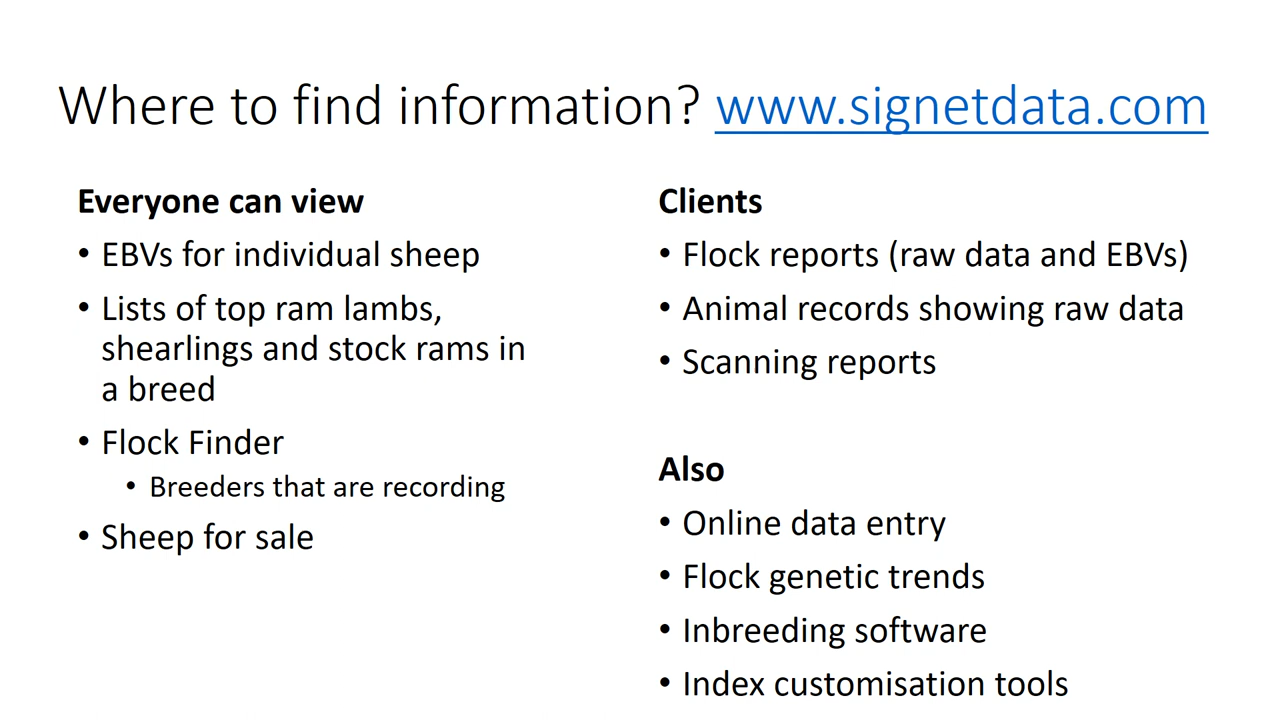 Where to find information? www.signetdata.com
Everyone can view
• EBVs for individual sheep
• Lists of top ram lambs,
shearlings and stock rams in
a breed
• Flock Finder
• Breeders that are recording
• Sheep for sale
Clients
• Flock reports (raw data and EBVs)
• Animal records showing raw data
• Scanning reports
Also
• Online data entry
• Flock genetic trends
• Inbreeding software
• Index customisation tools